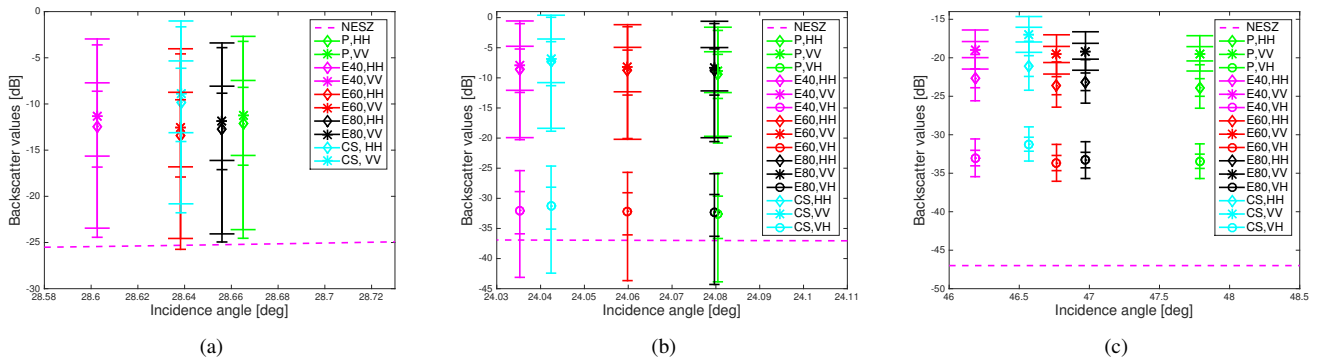 0
-5
-10
-15
-20
-25
-30
Backscatter values [dB]
28.58
28.6
28.62
28.64
28.66
28.68
28.7
28.72
Incidence angle [deg]
NESZ
P,HH
P,VV
E40,HH
E40,VV
E60,HH
E60,VV
E80,HH
E80,VV
CS, HH
CS, VV
(a)
0
-5
-10
-15
-20
-25
-30
-35
-40
-45
Backscatter values [dB]
24.03
24.04
24.05
24.06
24.07
24.08
24.09
24.1
24.11
Incidence angle [deg]
NESZ
P,HH
P,VV
P,VH
E40,HH
E40,VV
E40,VH
E60,HH
E60,VV
E60,VH
E80,HH
E80,VV
E80,VH
CS,HH
CS,VV
CS,VH
(b)
-15
-20
-25
-30
-35
-40
-45
-50
Backscatter values [dB]
46
46.5
47
47.5
48
48.5
Incidence angle [deg]
NESZ
P,HH
P,VV
P,VH
E40,HH
E40,VV
E40,VH
E60,HH
E60,VV
E60,VH
E80,HH
E80,VV
E80,VH
CS,HH
CS,VV
CS,VH
(c)